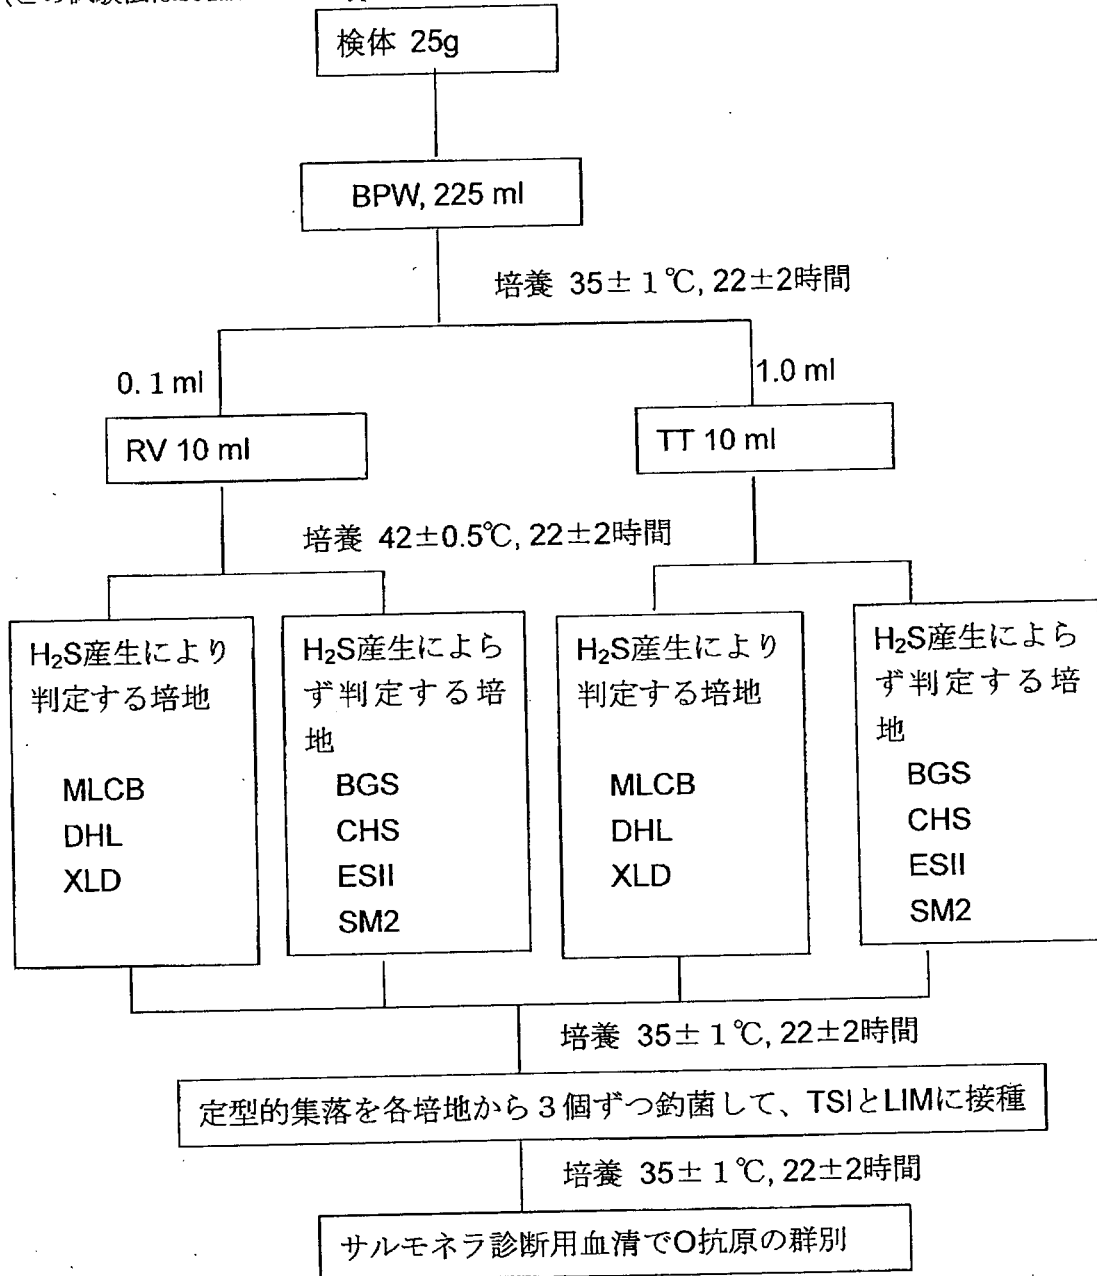 検体 25g
BPW, 225 ml
培養 35±1℃, 22±2時間
0.1 ml
1.0 ml
RV 10 ml
TT 10 ml
培養 42±0.5℃, 22±2時間
H₂S産生により
判定する培地
MLCB
DHL
XLD
H₂S産生によら
ず判定する培
地
BGS
CHS
ESII
SM2
H₂S産生により
判定する培地
MLCB
DHL
XLD
H₂S産生によら
ず判定する培
地
BGS
CHS
ESII
SM2
培養 35±1℃, 22±2時間
定型的集落を各培地から3個ずつ釣菌して、TSIとLIMに接種
培養 35±1℃, 22±2時間
サルモネラ診断用血清でO抗原の群別